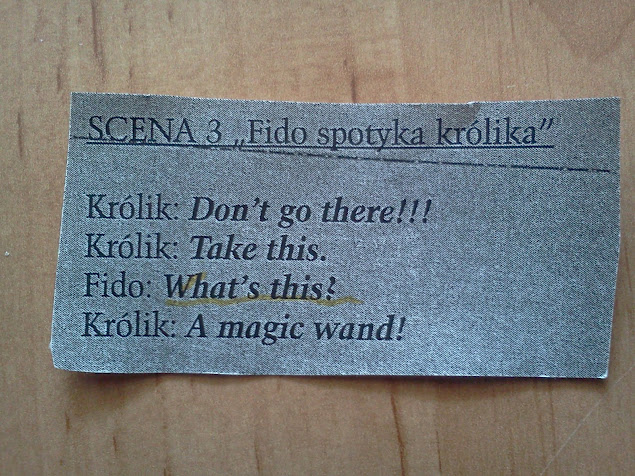 SCENA 3 „Fido spotyka królika”
Królik: Don't go there!!!
Królik: Take this.
Fido: What's this?
Królik: A magic wand!